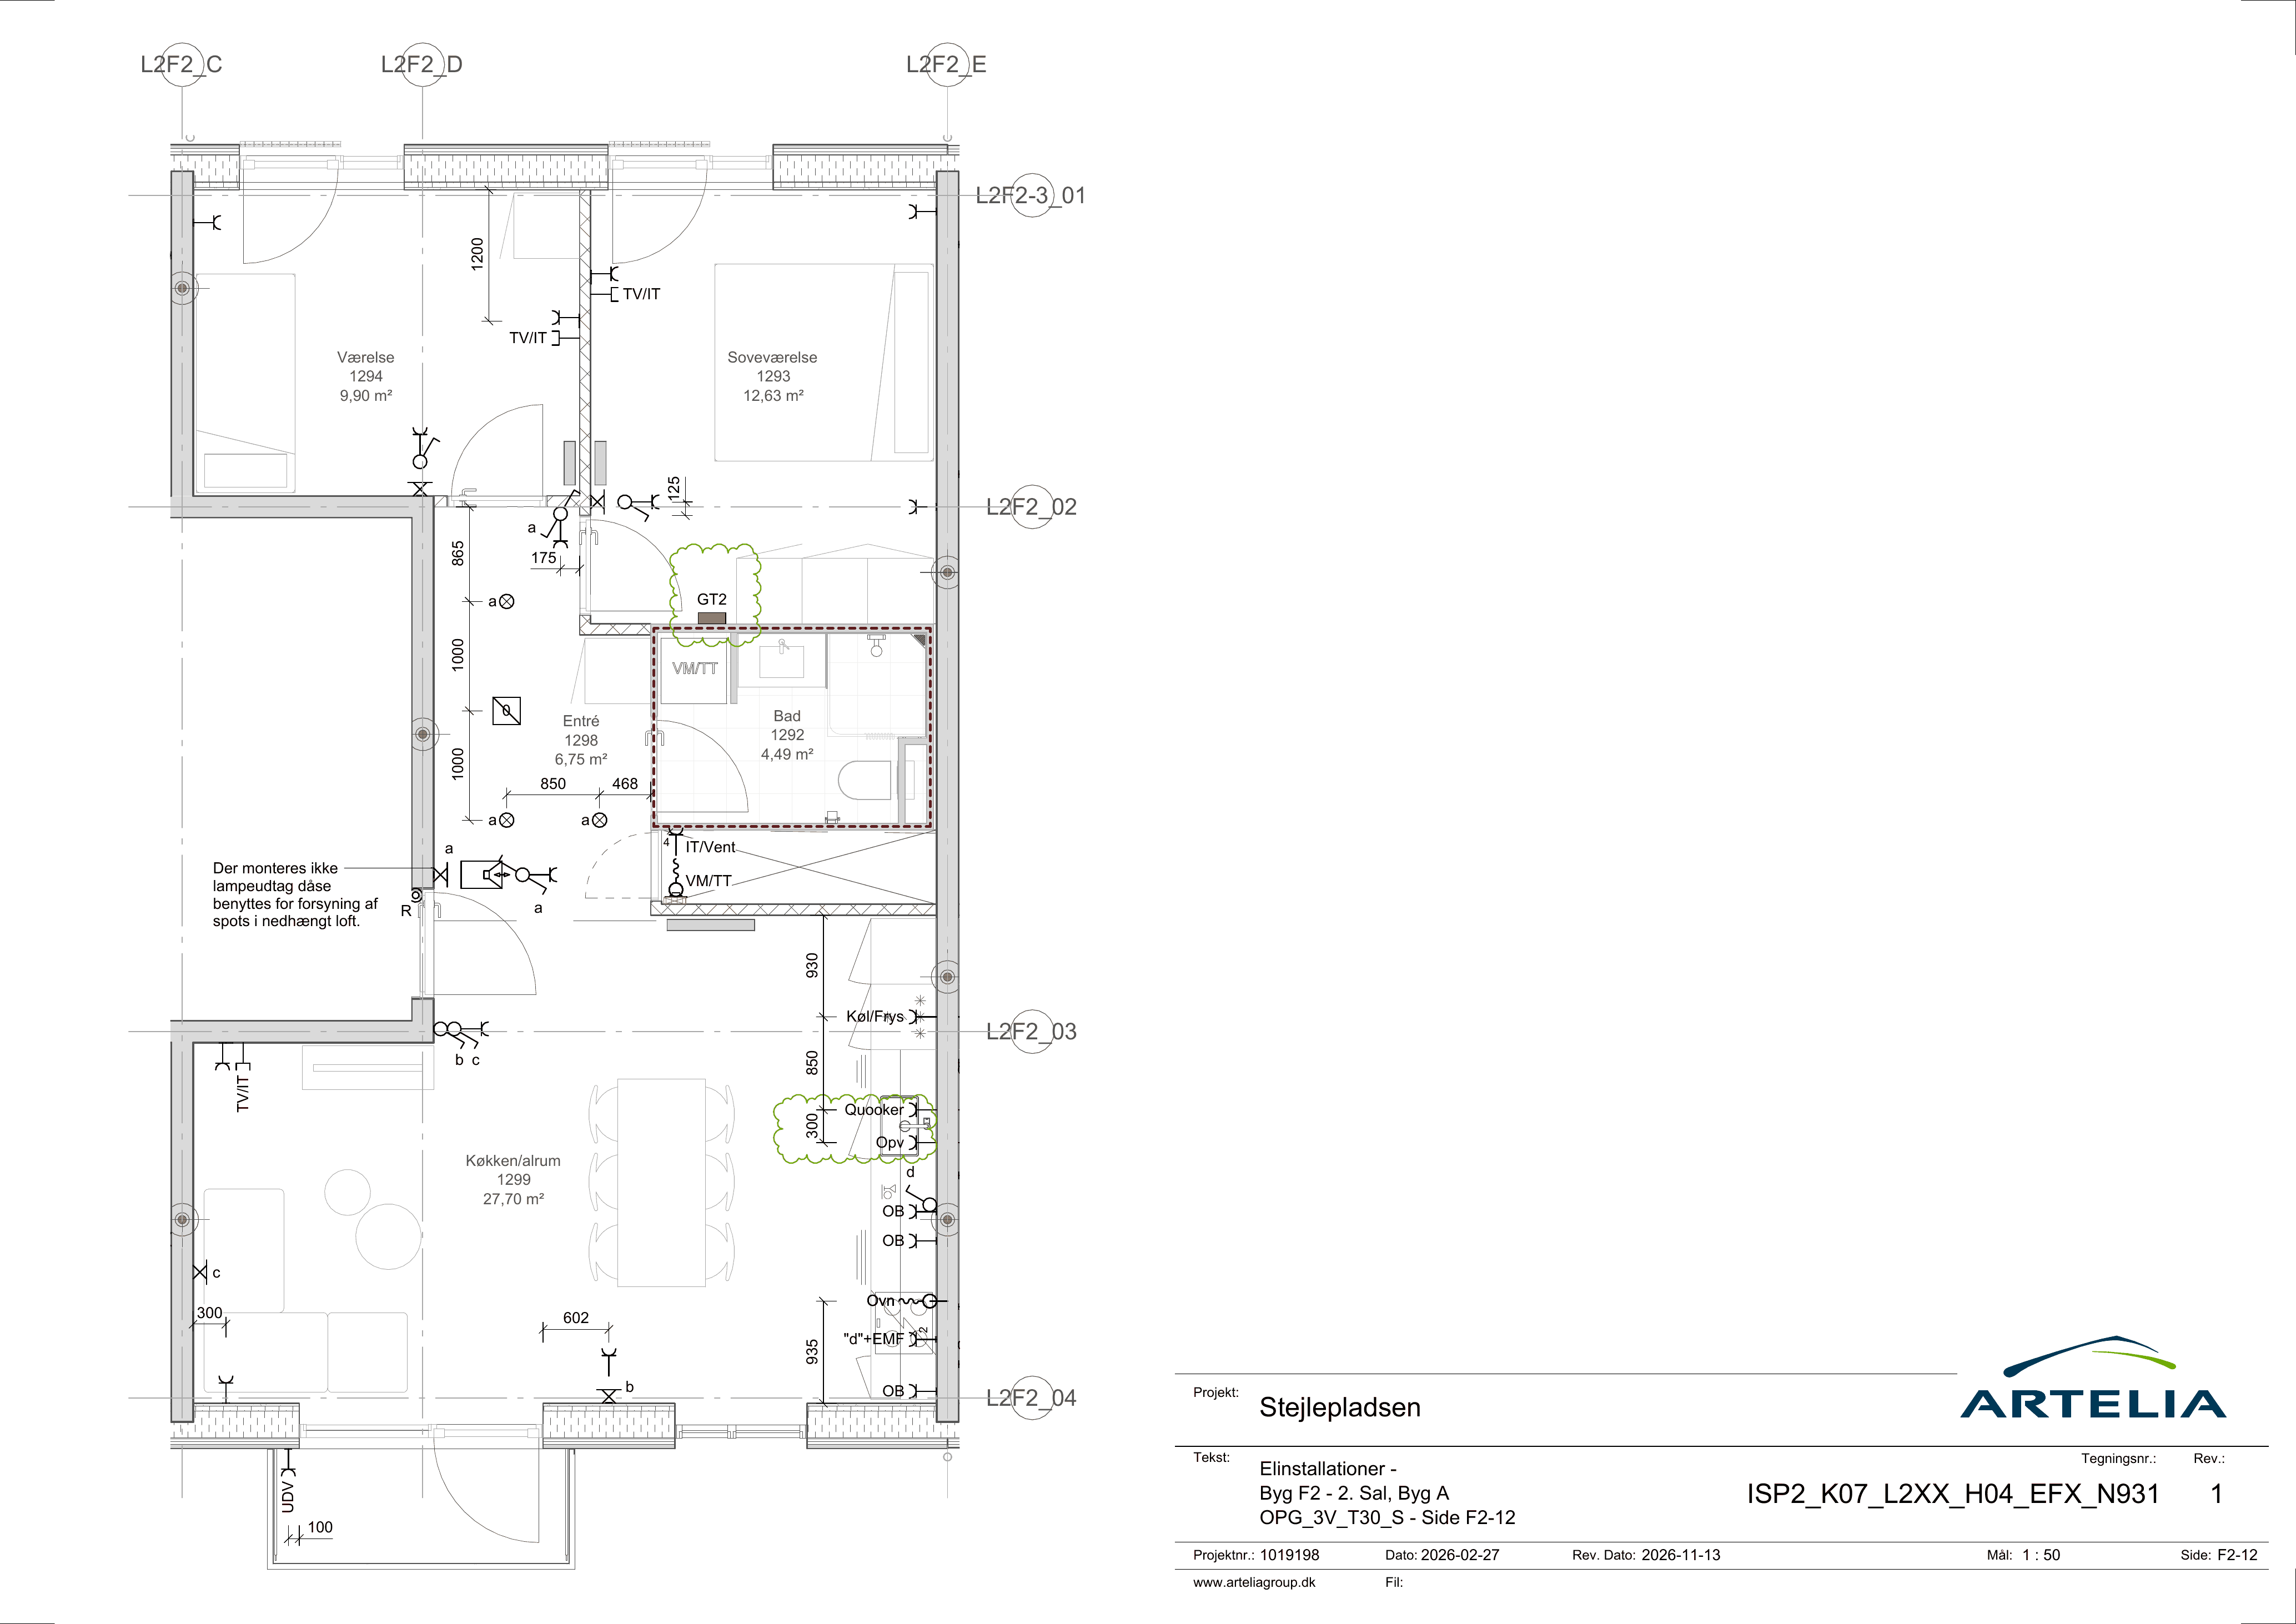 L2F2_C
L2F2_D
L2F2_E
L2F2-3_01
1200
TV/IT
TV/IT
Værelse
1294
9,90 m²
Soveværelse
1293
12,63 m²
125
L2F2_02
a
175
865
a
GT2
1000
VM/TT
Entré
1298
6,75 m²
Bad
1292
4,49 m²
1000
850
468
a
a
4
IT/Vent
VM/TT
a
a
R
Der monteres ikke
lampeudtag dåse
benyttes for forsyning af
spots i nedhængt loft.
930
Køl/Frys
L2F2_03
b c
TV/IT
850
Quooker
300
Opv
Køkken/alrum
1299
27,70 m²
d
OB
OB
c
300
602
Ovn
"d"+EMF
2
935
b
OB
L2F2_04
UDV
100
Projekt:
Stejlepladsen
ARTELIA
Tekst:
Elinstallationer -
Byg F2 - 2. Sal, Byg A
OPG_3V_T30_S - Side F2-12
Tegningsnr.:
Rev.:
ISP2_K07_L2XX_H04_EFX_N931
1
Projektnr.: 1019198
Dato: 2026-02-27
Rev. Dato: 2026-11-13
Mål: 1 : 50
Side: F2-12
www.arteliagroup.dk
Fil: